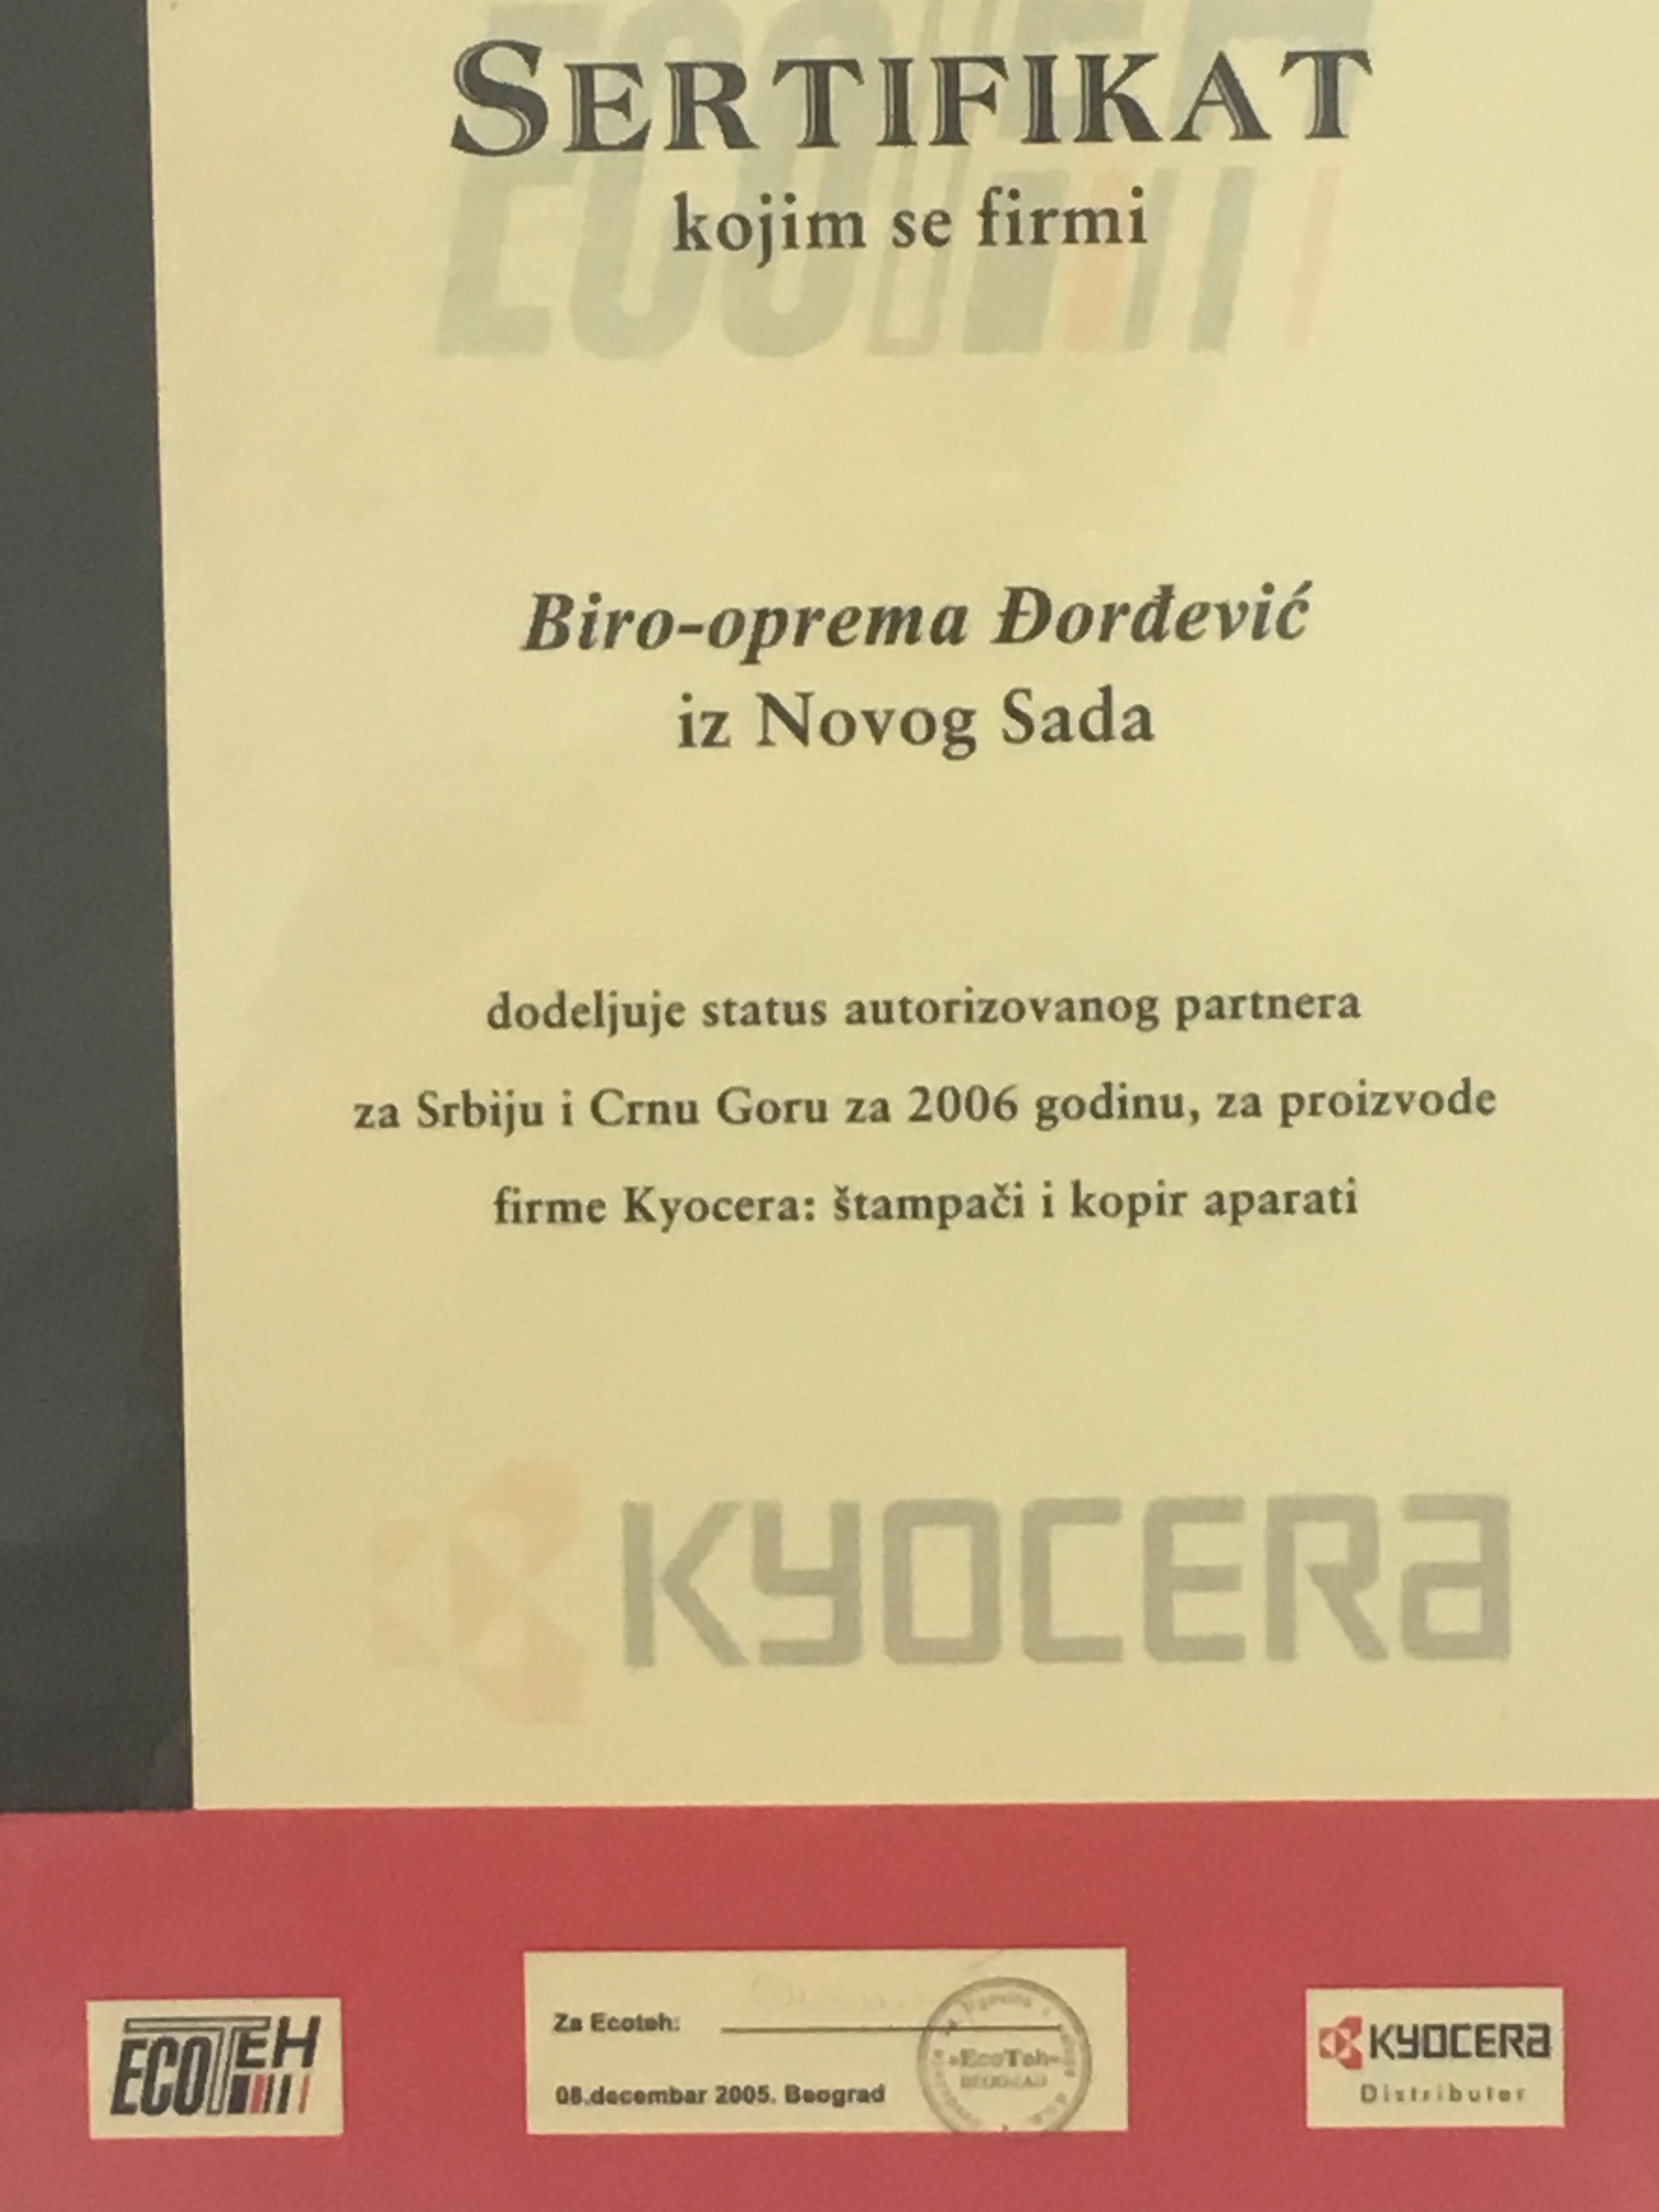 SERTIFIKAT
kojim se firmi
Biro-oprema Đorđević
iz Novog Sada
dodeljuje status autorizovanog partnera
za Srbiju i Crnu Goru za 2006 godinu, za proizvode
firme Kyocera: štampači i kopir aparati
KYOCERA
ECOTEH
Za Ecoteh:
08.decembar 2005. Beograd
»EcoTeh«
BEOGRAD
KYOCERA
Distributer